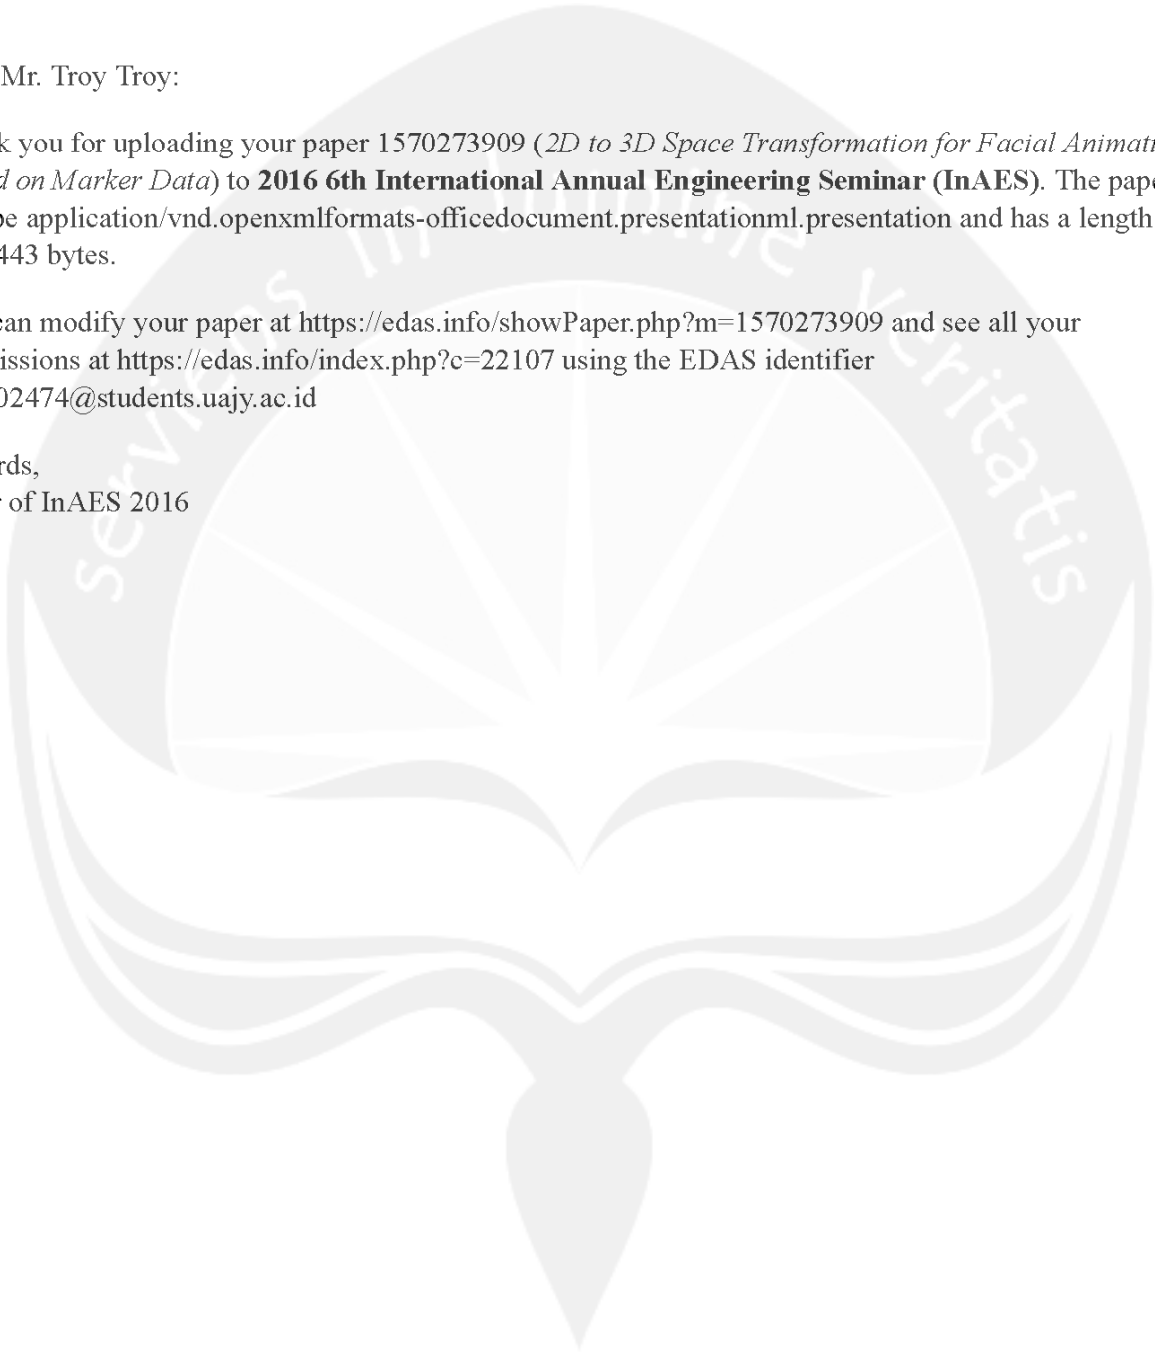 Mr. Troy Troy:
k you for uploading your paper 1570273909 (2D to 3D Space Transformation for Facial Animati
d on Marker Data) to 2016 6th International Annual Engineering Seminar (InAES). The pape
pe application/vnd.openxmlformats-officedocument.presentationml.presentation and has a length
443 bytes.
can modify your paper at https://edas.info/showPaper.php?m=1570273909 and see all your
issions at https://edas.info/index.php?c=22107 using the EDAS identifier
02474@students.uajy.ac.id
rds,
r of InAES 2016
serviens in lumine veritatis